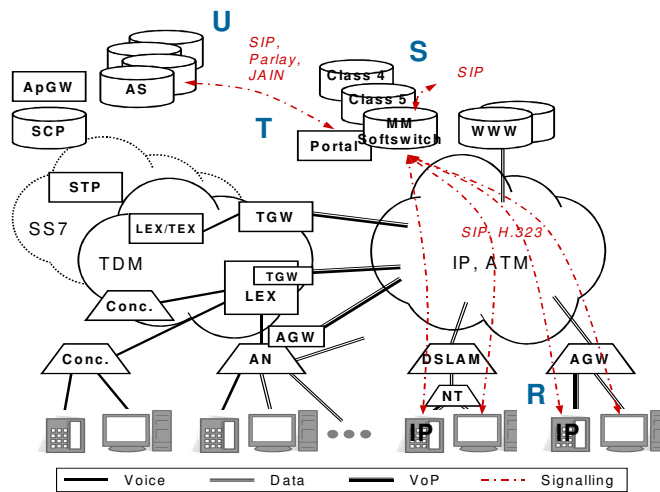 U
SIP,
Parlay,
JAIN
S
SIP
ApGW
AS
Class 4
Class 5
MM
Softswitch
WWW
SCP
T
Portal
STP
SS7
LEX/TEX
TGW
SIP, H.323
TDM
IP, ATM
TGW
LEX
Conc.
AGW
Conc.
AN
DSLAM
AGW
NT
R
IP
IP
Voice
Data
VoP
Signalling